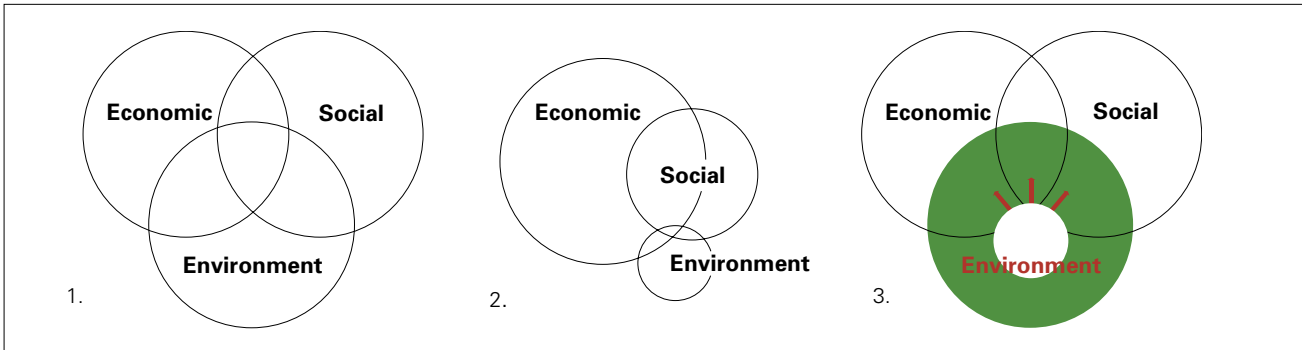 Economic
Social
Environment
1.
Economic
Social
Environment
2.
Economic
Social
Environment
3.